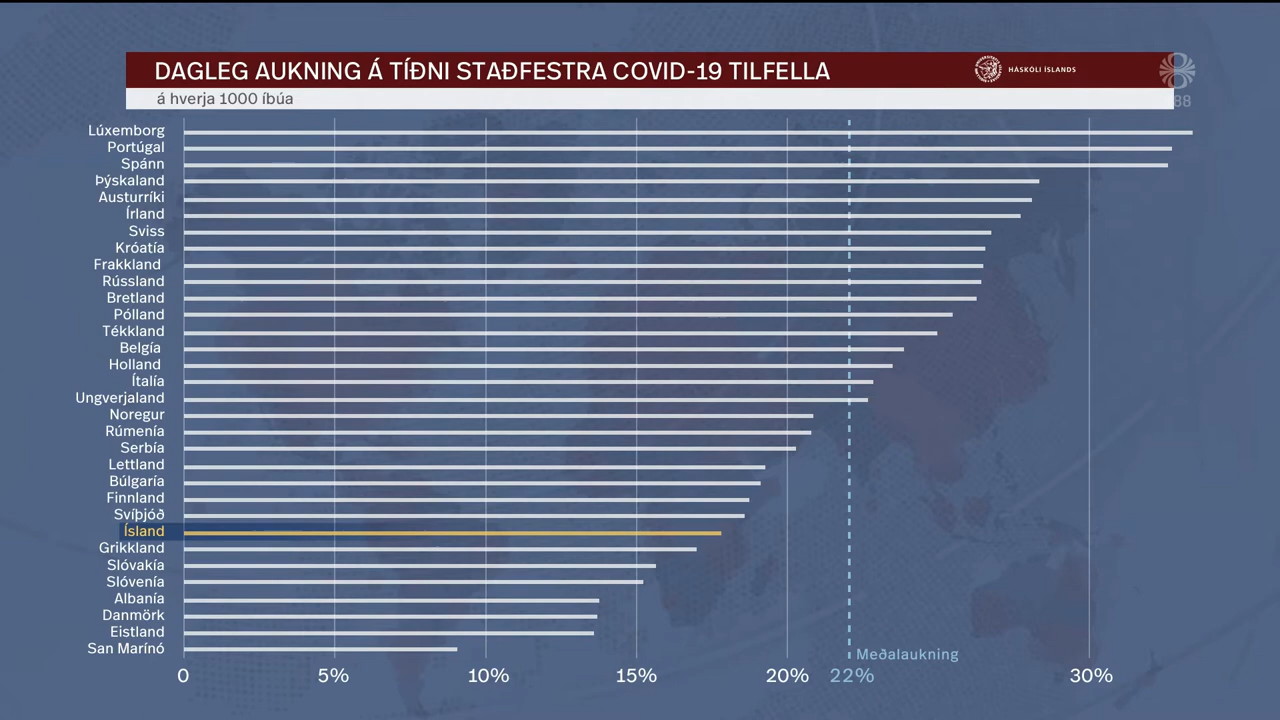 DAGLEG AUKNING Á TÍÐNI STAÐFESTRA COVID-19 TILFELLA
HÁSKÓLI ÍSLANDS
á hverja 1000 íbúa
88
Lúxemborg
Portúgal
Spánn
Þýskaland
Austurríki
Írland
Sviss
Króatía
Frakkland
Rússland
Bretland
Pólland
Tékkland
Belgía
Holland
Ítalía
Ungverjaland
Noregur
Rúmenía
Serbía
Lettland
Búlgaría
Finnland
Svíþjóð
Ísland
Grikkland
Slóvakía
Slóvenía
Albanía
Danmörk
Eistland
San Marínó
Meðalaukning
0 5% 10% 15% 20% 22% 30%